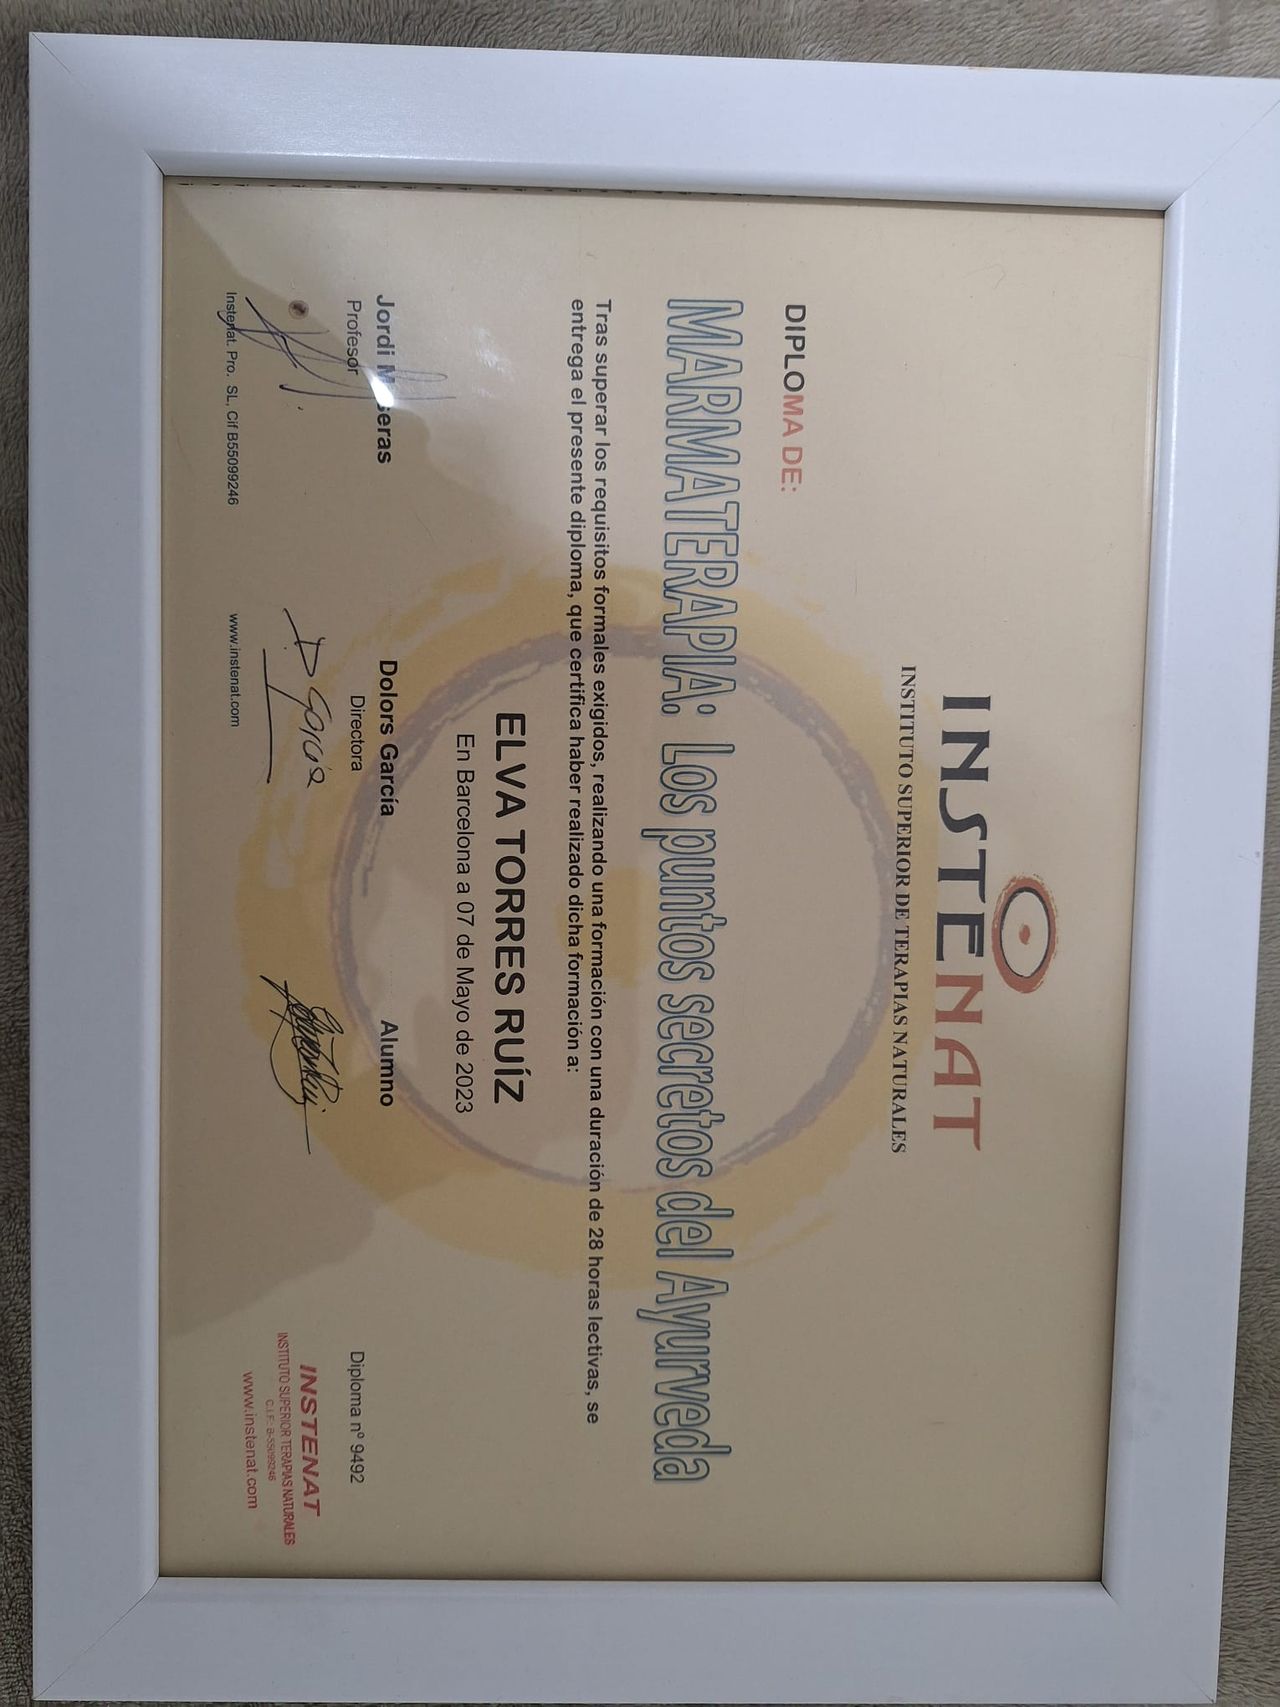 INSTENAT
INSTITUTO SUPERIOR DE TERAPIAS NATURALES
DIPLOMA DE:
MARMATERAPIA: Los puntos secretos del Ayurveda
Tras superar los requisitos formales exigidos, realizando una formación con una duración de 28 horas lectivas, se
entrega el presente diploma, que certifica haber realizado dicha formación a:
ELVA TORRES RUÍZ
En Barcelona a 07 de Mayo de 2023
Jordi
Profesor
Instenat. Pro. SL, Cif B55099246
Dolors García
Directora
D García
www.instenat.com
Alumno
Diploma nº 9492
INSTENAT
INSTITUTO SUPERIOR TERAPIAS NATURALES
C.I.F.: B-55099246
www.instenat.com